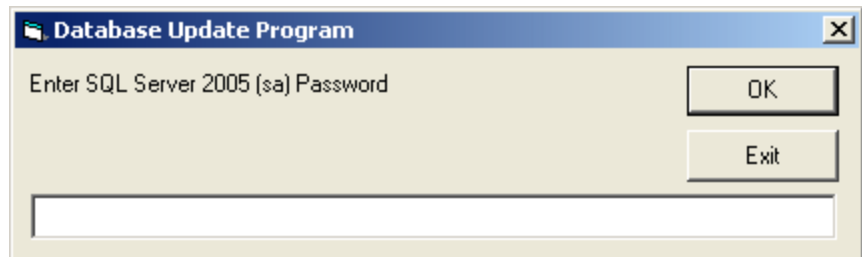 Database Update Program
Enter SQL Server 2005 (sa) Password
OK
Exit